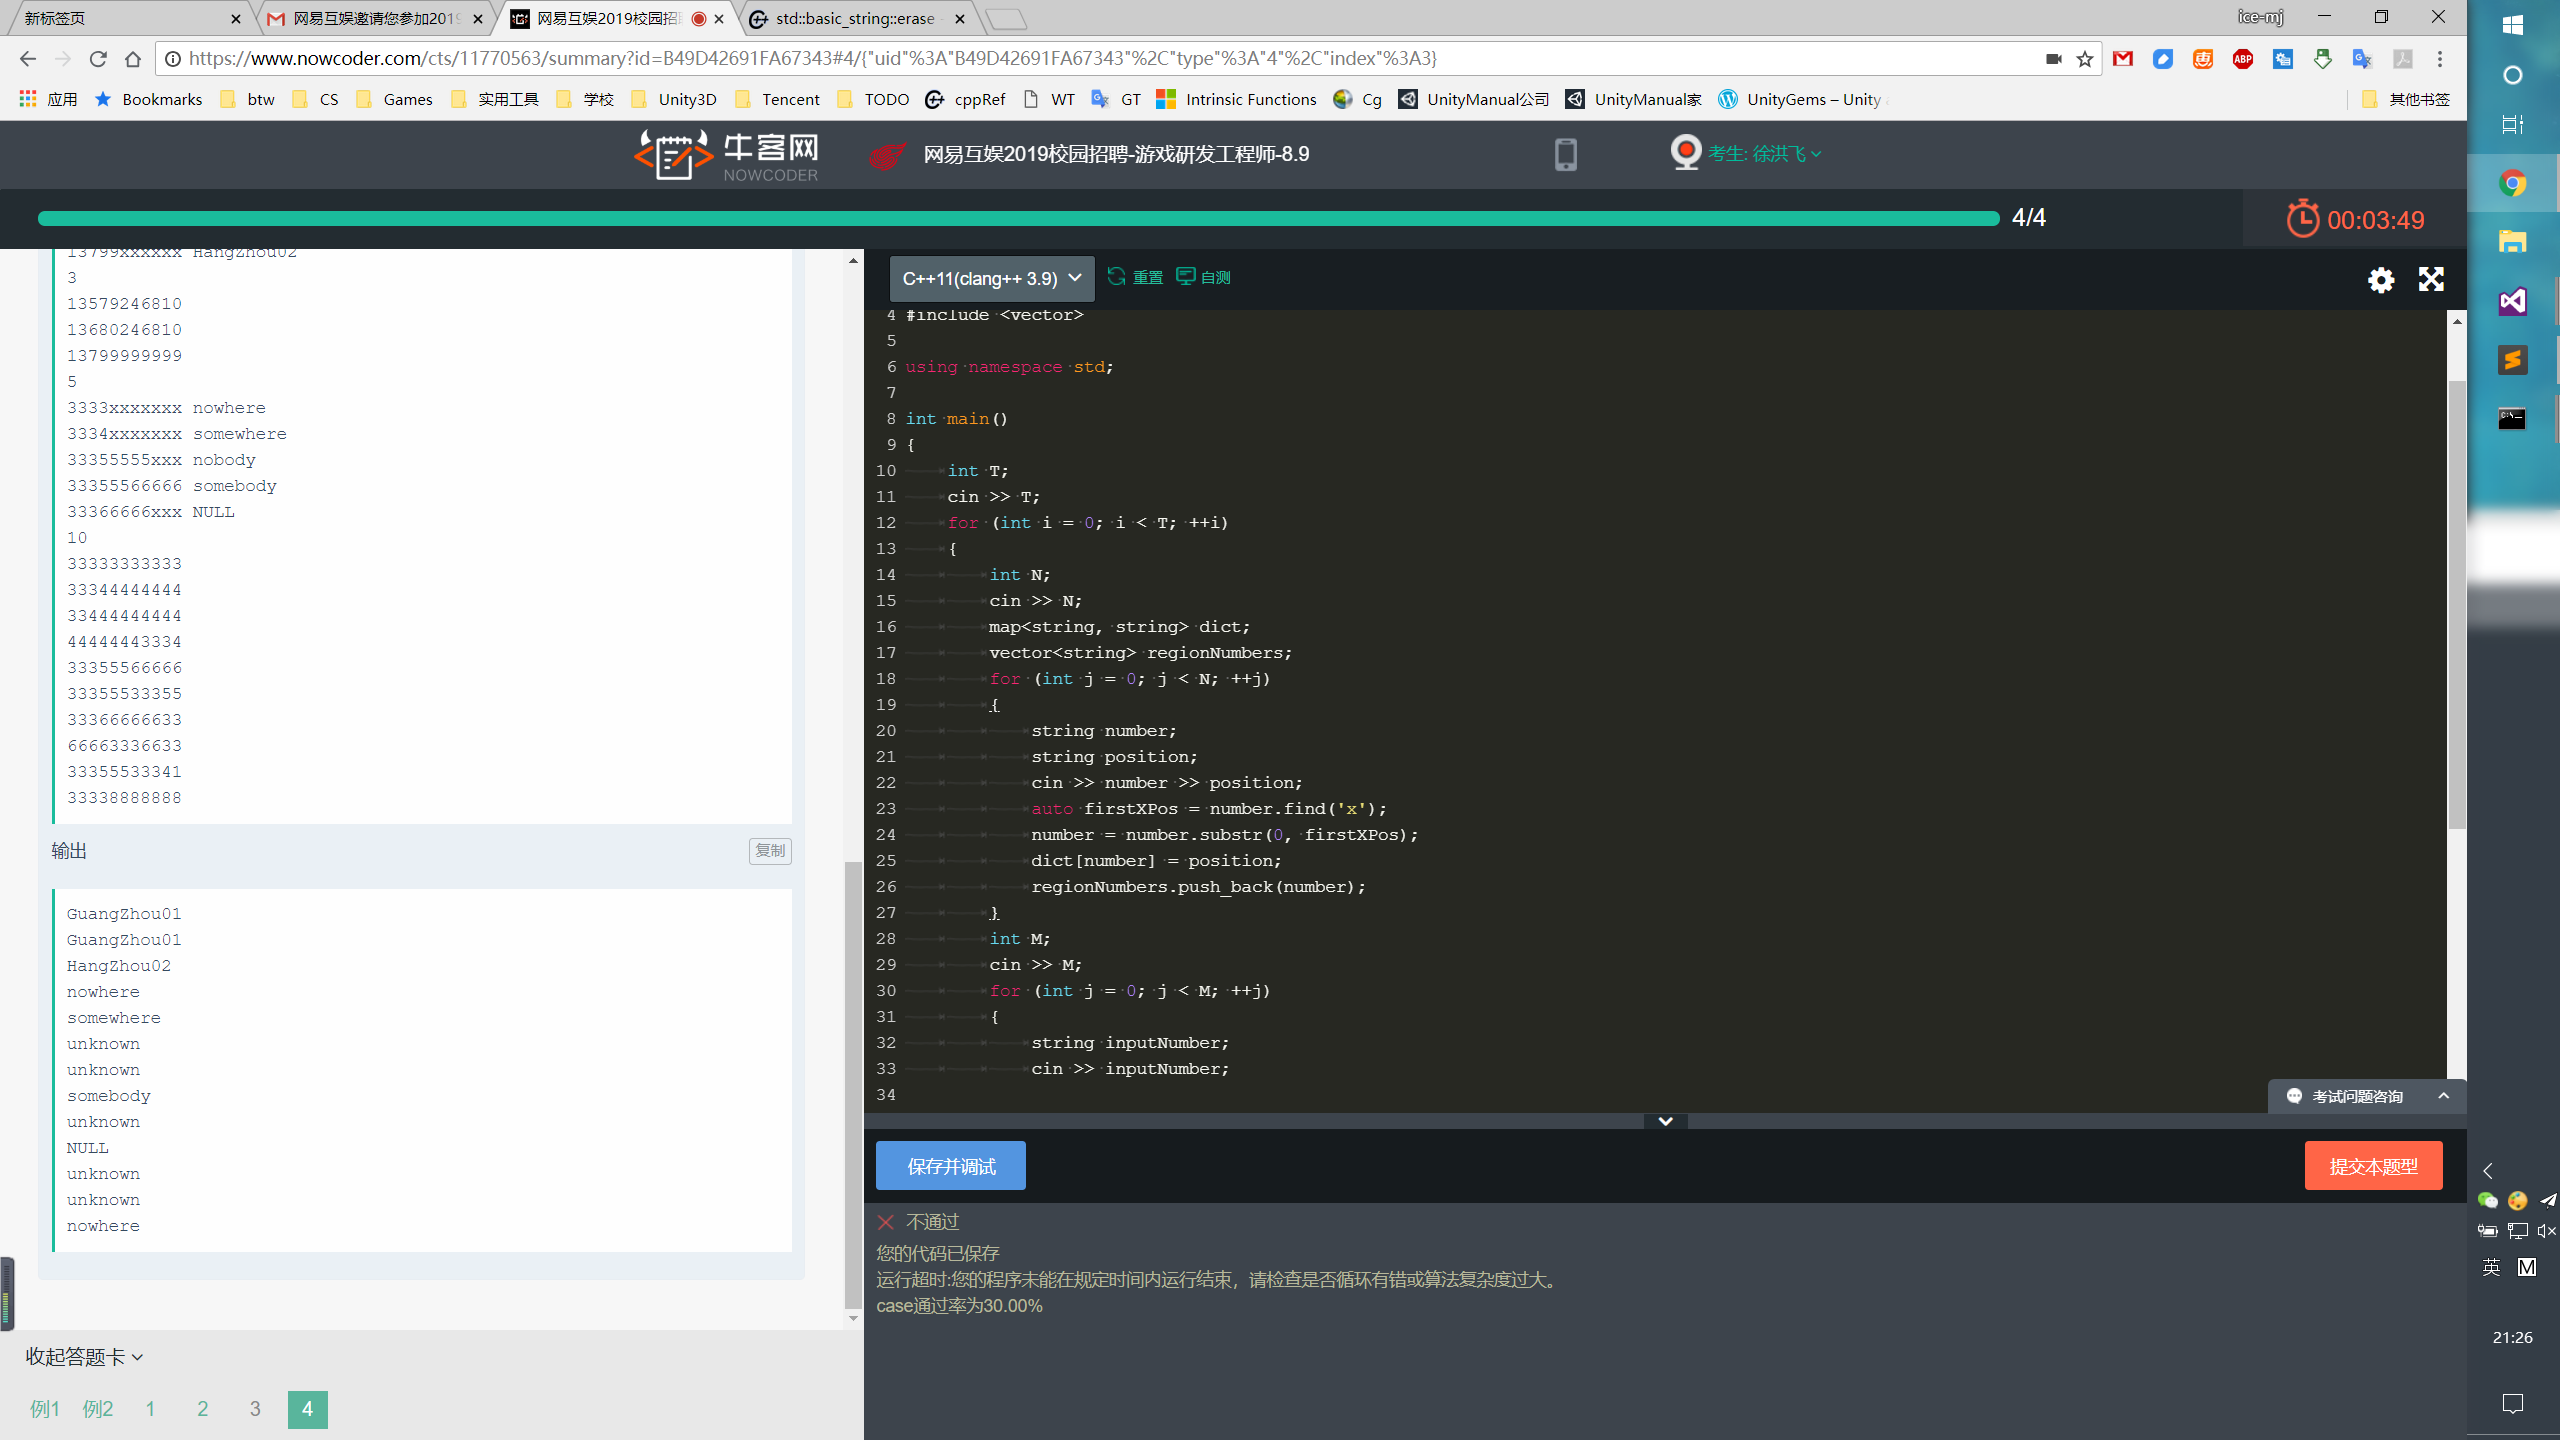 新标签页
网易互娱邀请您参加2019
网易互娱2019校园招聘
std::basic_string::erase
ice-mj
https://www.nowcoder.com/cts/11770563/summary?id=B49D42691FA67343#4/{"uid"%3A"B49D42691FA67343"%2C"type"%3A"4"%2C"index"%3A3}
应用 Bookmarks btw CS Games 实用工具 学校 Unity3D Tencent TODO cppRef WT GT Intrinsic Functions Cg UnityManual公司 UnityManual家 UnityGems – Unity 其他书签
牛客网
NOWCODER
网易互娱2019校园招聘-游戏研发工程师-8.9
考生: 徐洪飞
4/4
00:03:49
13799xxxxxx HangZhou02
3
13579246810
13680246810
13799999999
5
3333xxxxxxx nowhere
3334xxxxxxx somewhere
33355555xxx nobody
33355566666 somebody
33366666xxx NULL
10
33333333333
33344444444
33444444444
44444443334
33355566666
33355533355
33366666633
66663336633
33355533341
33338888888
输出
复制
GuangZhou01
GuangZhou01
HangZhou02
nowhere
somewhere
unknown
unknown
somebody
unknown
NULL
unknown
unknown
nowhere
收起答题卡
例1 例2 1 2 3 4
C++11(clang++ 3.9) 重置 自测
4 #include <vector>
5
6 using namespace std;
7
8 int main()
9 {
10 int T;
11 cin >> T;
12 for (int i = 0; i < T; ++i)
13 {
14 int N;
15 cin >> N;
16 map<string, string> dict;
17 vector<string> regionNumbers;
18 for (int j = 0; j < N; ++j)
19 {
20 string number;
21 string position;
22 cin >> number >> position;
23 auto firstXPos = number.find('x');
24 number = number.substr(0, firstXPos);
25 dict[number] = position;
26 regionNumbers.push_back(number);
27 }
28 int M;
29 cin >> M;
30 for (int j = 0; j < M; ++j)
31 {
32 string inputNumber;
33 cin >> inputNumber;
34
考试问题咨询
保存并调试
提交本题型
不通过
您的代码已保存
运行超时:您的程序未能在规定时间内运行结束，请检查是否循环有错或算法复杂度过大。
case通过率为30.00%
英 M
21:26